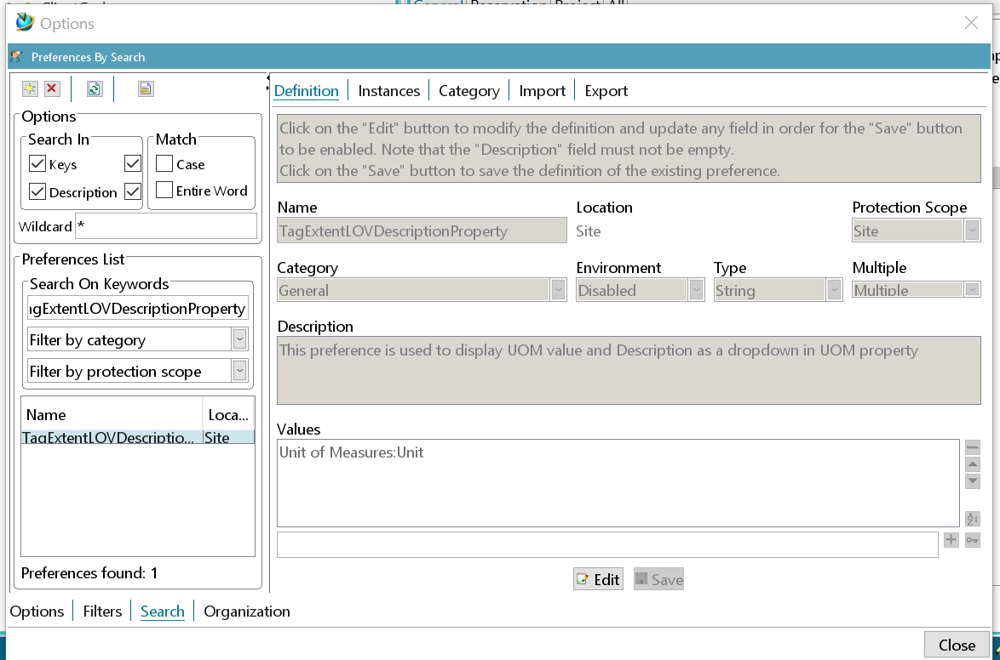 General Reservation Project All
Options
Preferences By Search
Options
Search In
Keys
Description
Match
Case
Entire Word
Wildcard *
Preferences List
Search On Keywords
agExtentLOVDescriptionProperty
Filter by category
Filter by protection scope
Name Loca...
TagExtentLOVDescriptio... Site
Preferences found: 1
Options Filters Search Organization
Definition Instances Category Import Export
Click on the "Edit" button to modify the definition and update any field in order for the "Save" button
to be enabled. Note that the "Description" field must not be empty.
Click on the "Save" button to save the definition of the existing preference.
Name Location Protection Scope
TagExtentLOVDescriptionProperty Site Site
Category Environment Type Multiple
General Disabled String Multiple
Description
This preference is used to display UOM value and Description as a dropdown in UOM property
Values
Unit of Measures:Unit
Edit Save
Close